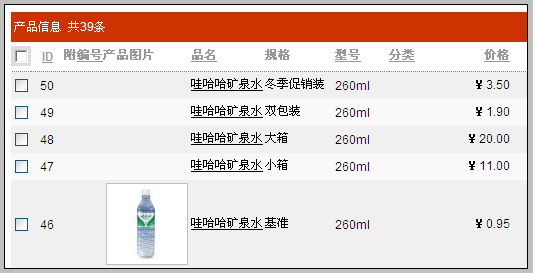 产品信息 共39条
ID 附编号产品图片 品名 规格 型号 分类 价格
50 哇哈哈矿泉水 冬季促销装 260ml ¥ 3.50
49 哇哈哈矿泉水 双包装 260ml ¥ 1.90
48 哇哈哈矿泉水 大箱 260ml ¥ 20.00
47 哇哈哈矿泉水 小箱 260ml ¥ 11.00
46 哇哈哈矿泉水 基准 260ml ¥ 0.95